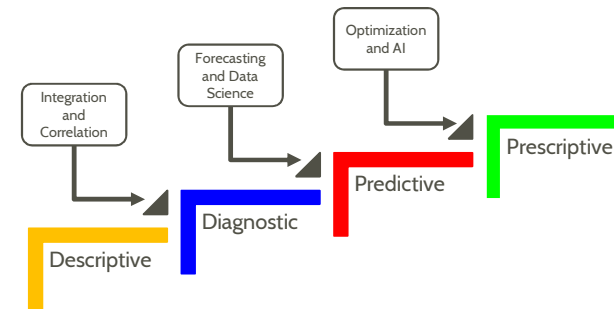 Optimization
and AI
Forecasting
and Data
Science
Integration
and
Correlation
Prescriptive
Predictive
Diagnostic
Descriptive